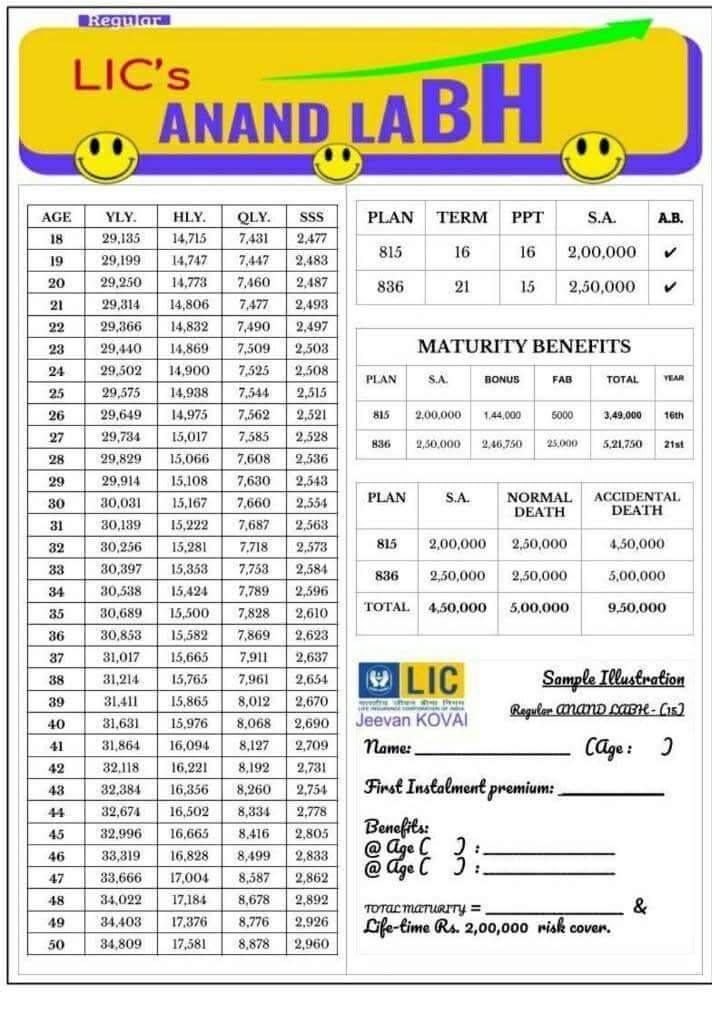 Regular
LIC's
ANAND LABH
AGE YLY. HLY. QLY. SSS
18 29,135 14,715 7,431 2,477
19 29,199 14,747 7,447 2,483
20 29,250 14,773 7,460 2,487
21 29,314 14,806 7,477 2,493
22 29,366 14,832 7,490 2,497
23 29,440 14,869 7,509 2,503
24 29,502 14,900 7,525 2,508
25 29,575 14,938 7,544 2,515
26 29,649 14,975 7,562 2,521
27 29,734 15,017 7,585 2,528
28 29,829 15,066 7,608 2,536
29 29,914 15,108 7,630 2,543
30 30,031 15,167 7,660 2,554
31 30,139 15,222 7,687 2,563
32 30,256 15,281 7,718 2,573
33 30,397 15,353 7,753 2,584
34 30,538 15,424 7,789 2,596
35 30,689 15,500 7,828 2,610
36 30,853 15,582 7,869 2,623
37 31,017 15,665 7,911 2,637
38 31,214 15,765 7,961 2,654
39 31,411 15,865 8,012 2,670
40 31,631 15,976 8,068 2,690
41 31,864 16,094 8,127 2,709
42 32,118 16,221 8,192 2,731
43 32,384 16,356 8,260 2,754
44 32,674 16,502 8,334 2,778
45 32,996 16,665 8,416 2,805
46 33,319 16,828 8,499 2,833
47 33,666 17,004 8,587 2,862
48 34,022 17,184 8,678 2,892
49 34,403 17,376 8,776 2,926
50 34,809 17,581 8,878 2,960
PLAN TERM PPT S.A. A.B.
815 16 16 2,00,000 ✔
836 21 15 2,50,000 ✔
MATURITY BENEFITS
PLAN S.A. BONUS FAB TOTAL YEAR
815 2,00,000 1,44,000 5000 3,49,000 16th
836 2,50,000 2,46,750 25,000 5,21,750 21st
PLAN S.A. NORMAL DEATH ACCIDENTAL DEATH
815 2,00,000 2,50,000 4,50,000
836 2,50,000 2,50,000 5,00,000
TOTAL 4,50,000 5,00,000 9,50,000
LIC
भारतीय जीवन बीमा निगम
LIFE INSURANCE CORPORATION OF INDIA
Jeevan KOVAI
Sample Illustration
Regular ANAND LABH - (15)
Name: ____________ (Age : )
First Instalment premium: ____________
Benefits:
@ Age ( ) : ____________
@ Age ( ) : ____________
TOTAL MATURITY = ____________ &
Life-time Rs. 2,00,000 risk cover.